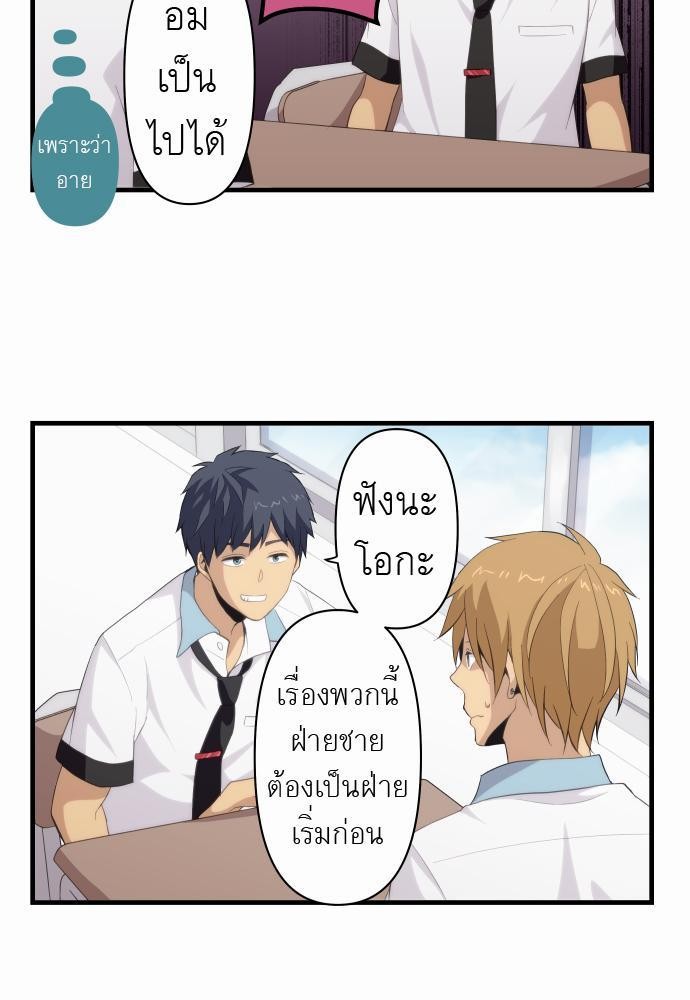 อม
เป็น
ไปได้
เพราะว่า
อาย
ฟังนะ
โอกะ
เรื่องพวกนี้
ฝ่ายชาย
ต้องเป็นฝ่าย
เริ่มก่อน